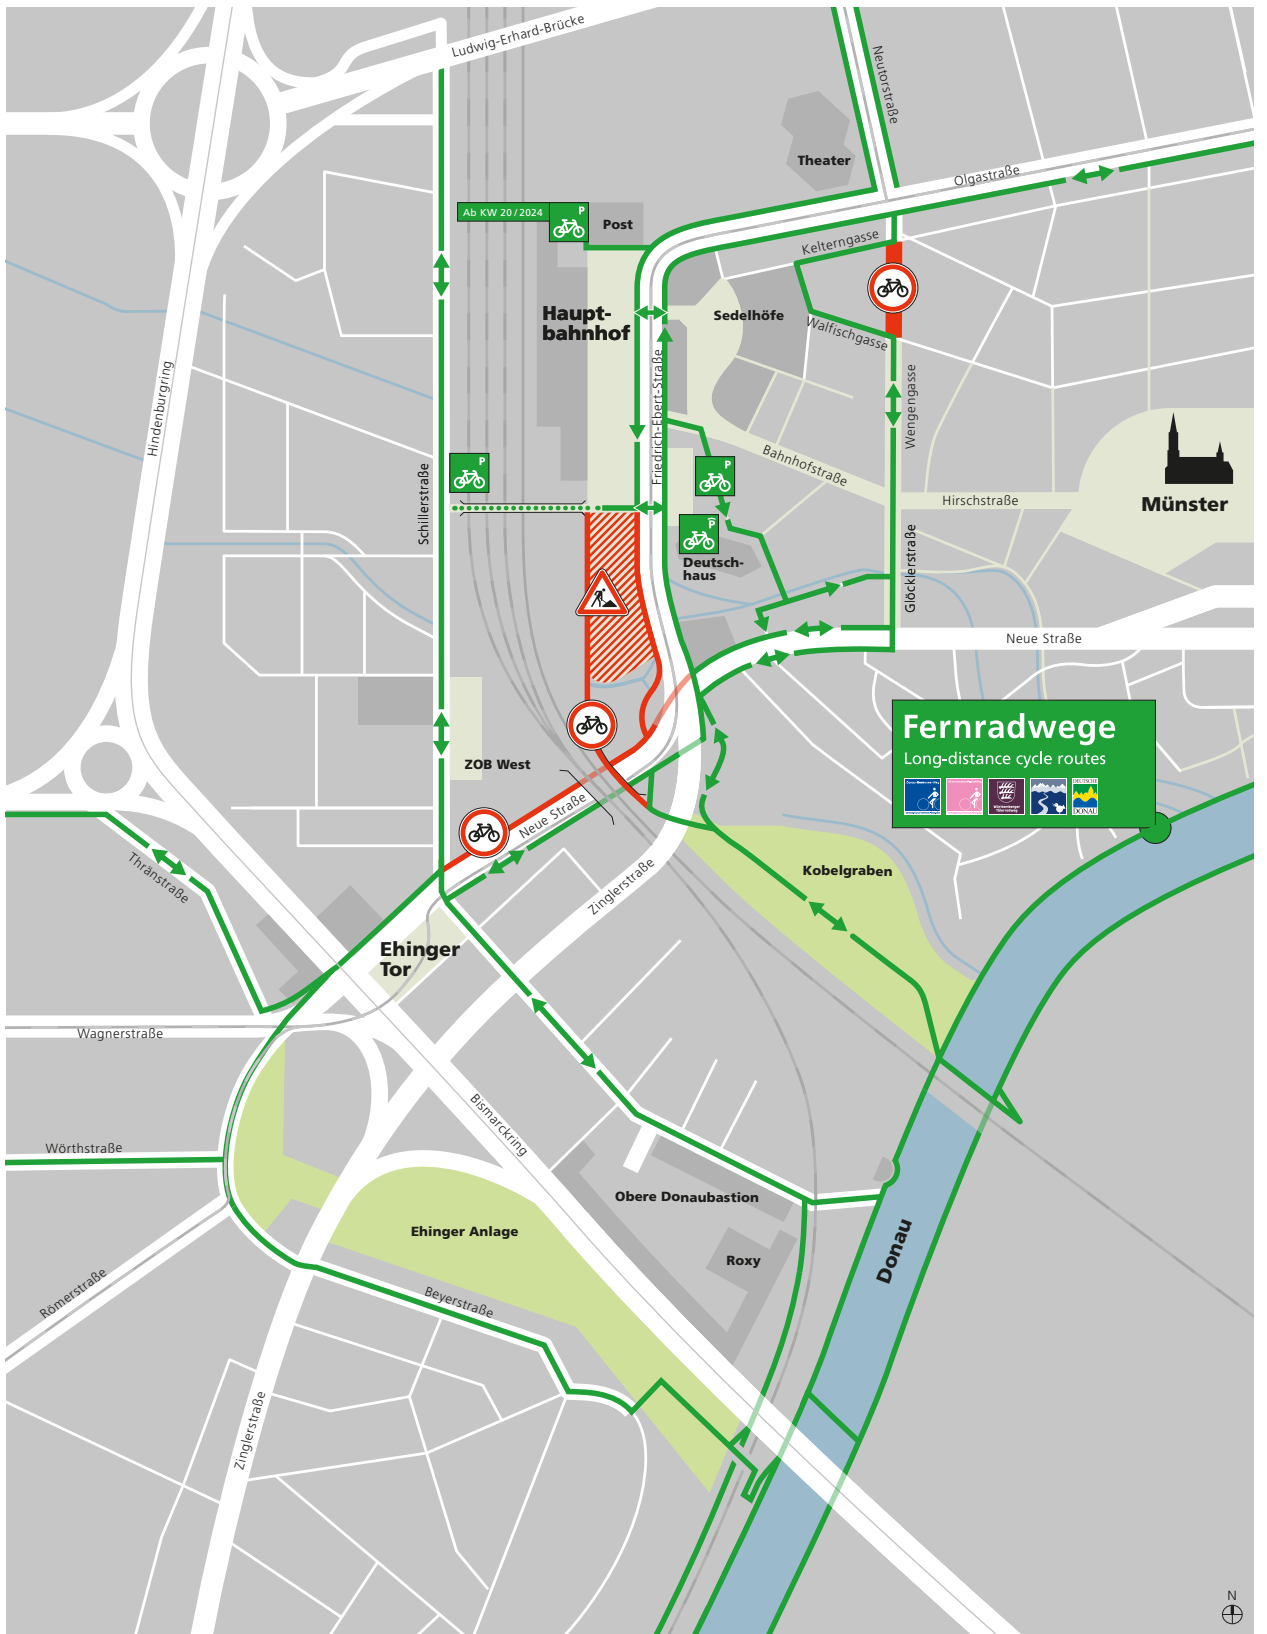 Ludwig-Erhard-Brücke
Neutorstraße
Theater
Olgastraße
Ab KW 20 / 2024
P
Post
Kelterngasse
Haupt-
bahnhof
Sedelhöfe
Walfischgasse
Hindenburgring
Friedrich-Ebert-Straße
Wengengasse
Schillerstraße
P
P
Bahnhofstraße
Hirschstraße
Münster
P
Deutsch-
haus
Glöcklerstraße
Neue Straße
Fernradwege
Long-distance cycle routes
DEUTSCHE
DONAU
ZOB West
Neue Straße
Thränstraße
Zinglerstraße
Kobelgraben
Ehinger
Tor
Wagnerstraße
Bismarckring
Wörthstraße
Obere Donaubastion
Ehinger Anlage
Roxy
Donau
Römerstraße
Beyerstraße
Zinglerstraße
N